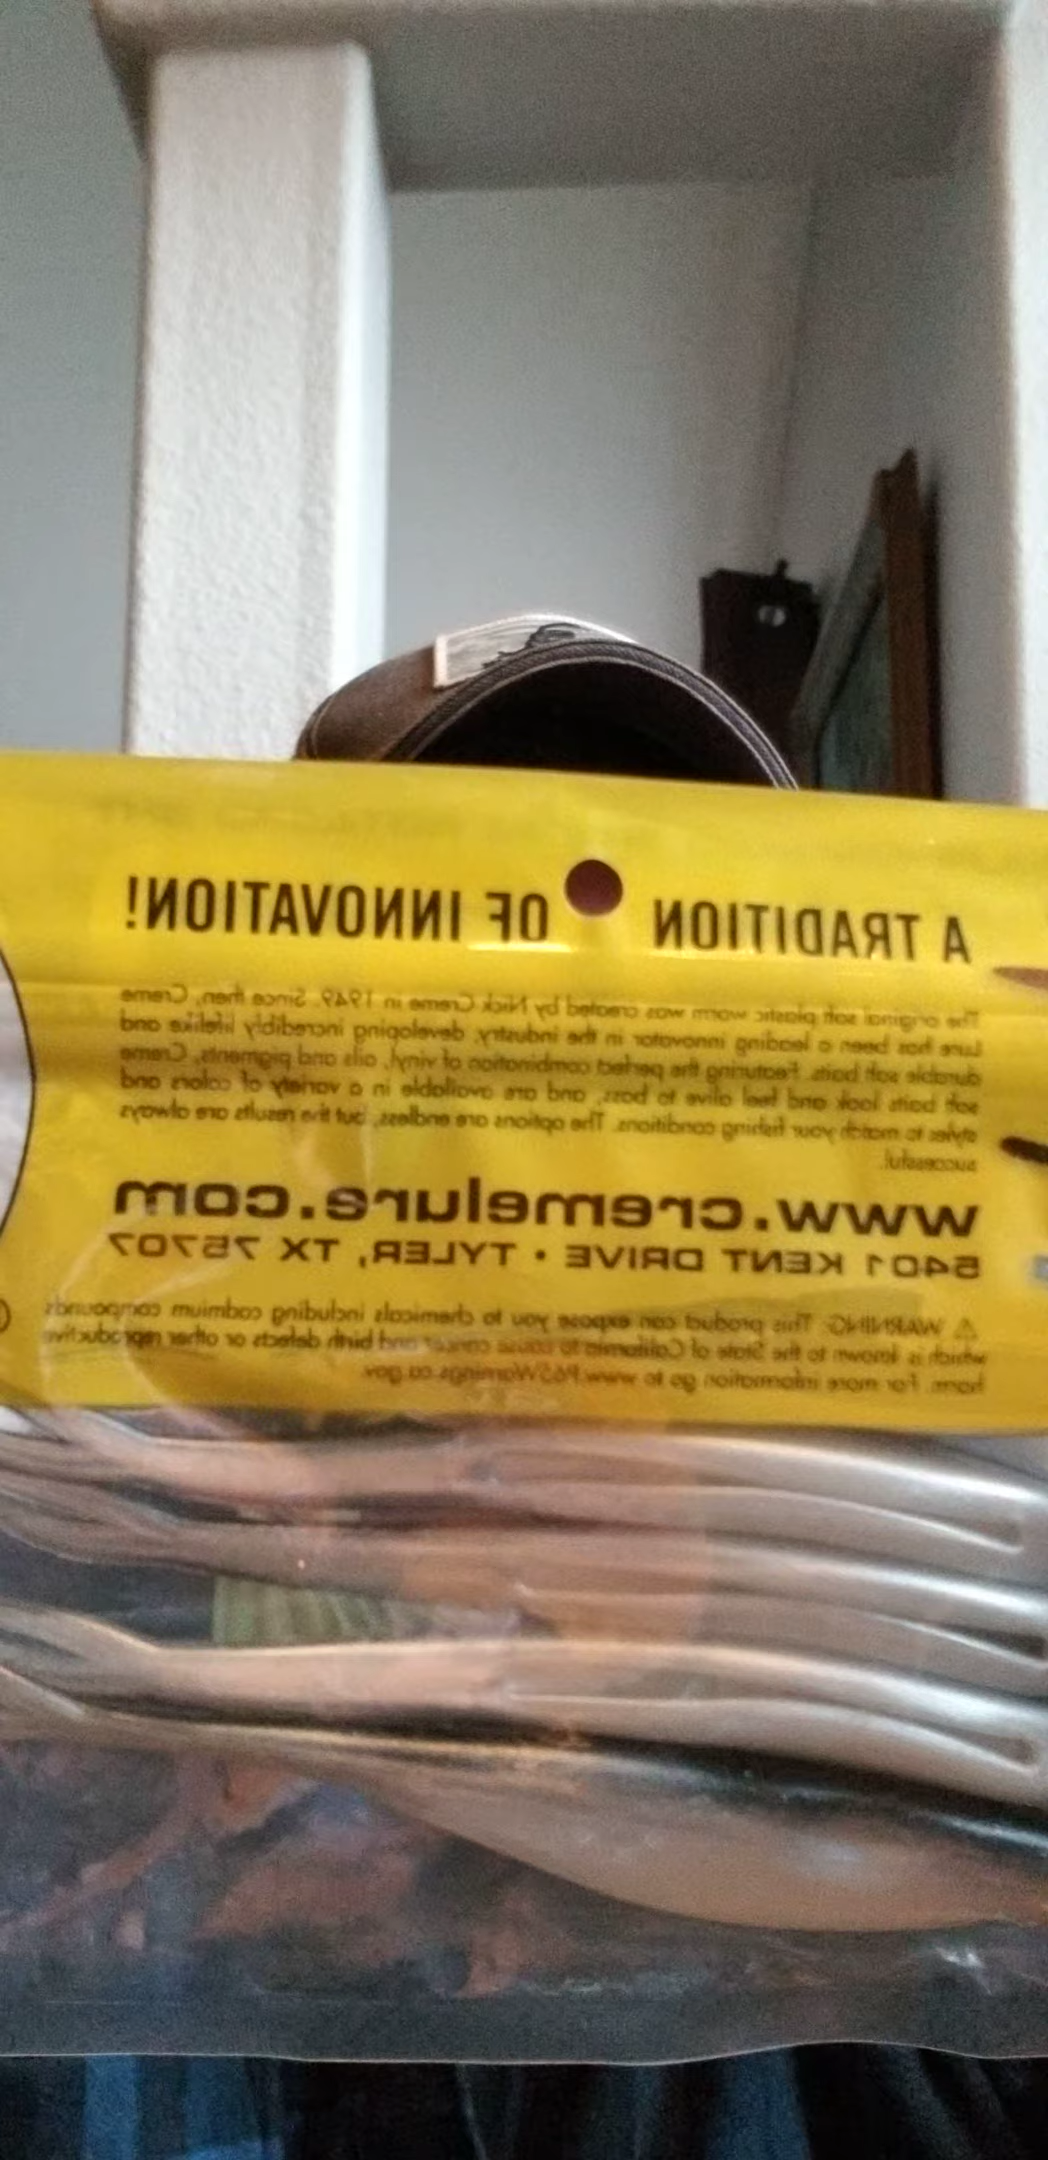 A TRADITION OF INNOVATION!
The original soft plastic worm was created by Nick Creme in 1949. Since then, Creme
Lure has been a leading innovator in the industry, developing incredibly lifelike and
durable soft baits. Featuring the perfect combination of vinyl, oils and pigments, Creme
soft baits look and feel alive to bass, and are available in a variety of colors and
styles to match your fishing conditions. The options are endless, but the results are always
successful.
www.cremelure.com
5401 KENT DRIVE • TYLER, TX 75707
⚠ WARNING: This product can expose you to chemicals including cadmium compounds
which is known to the State of California to cause cancer and birth defects or other reproductive
harm. For more information go to www.P65Warnings.ca.gov.